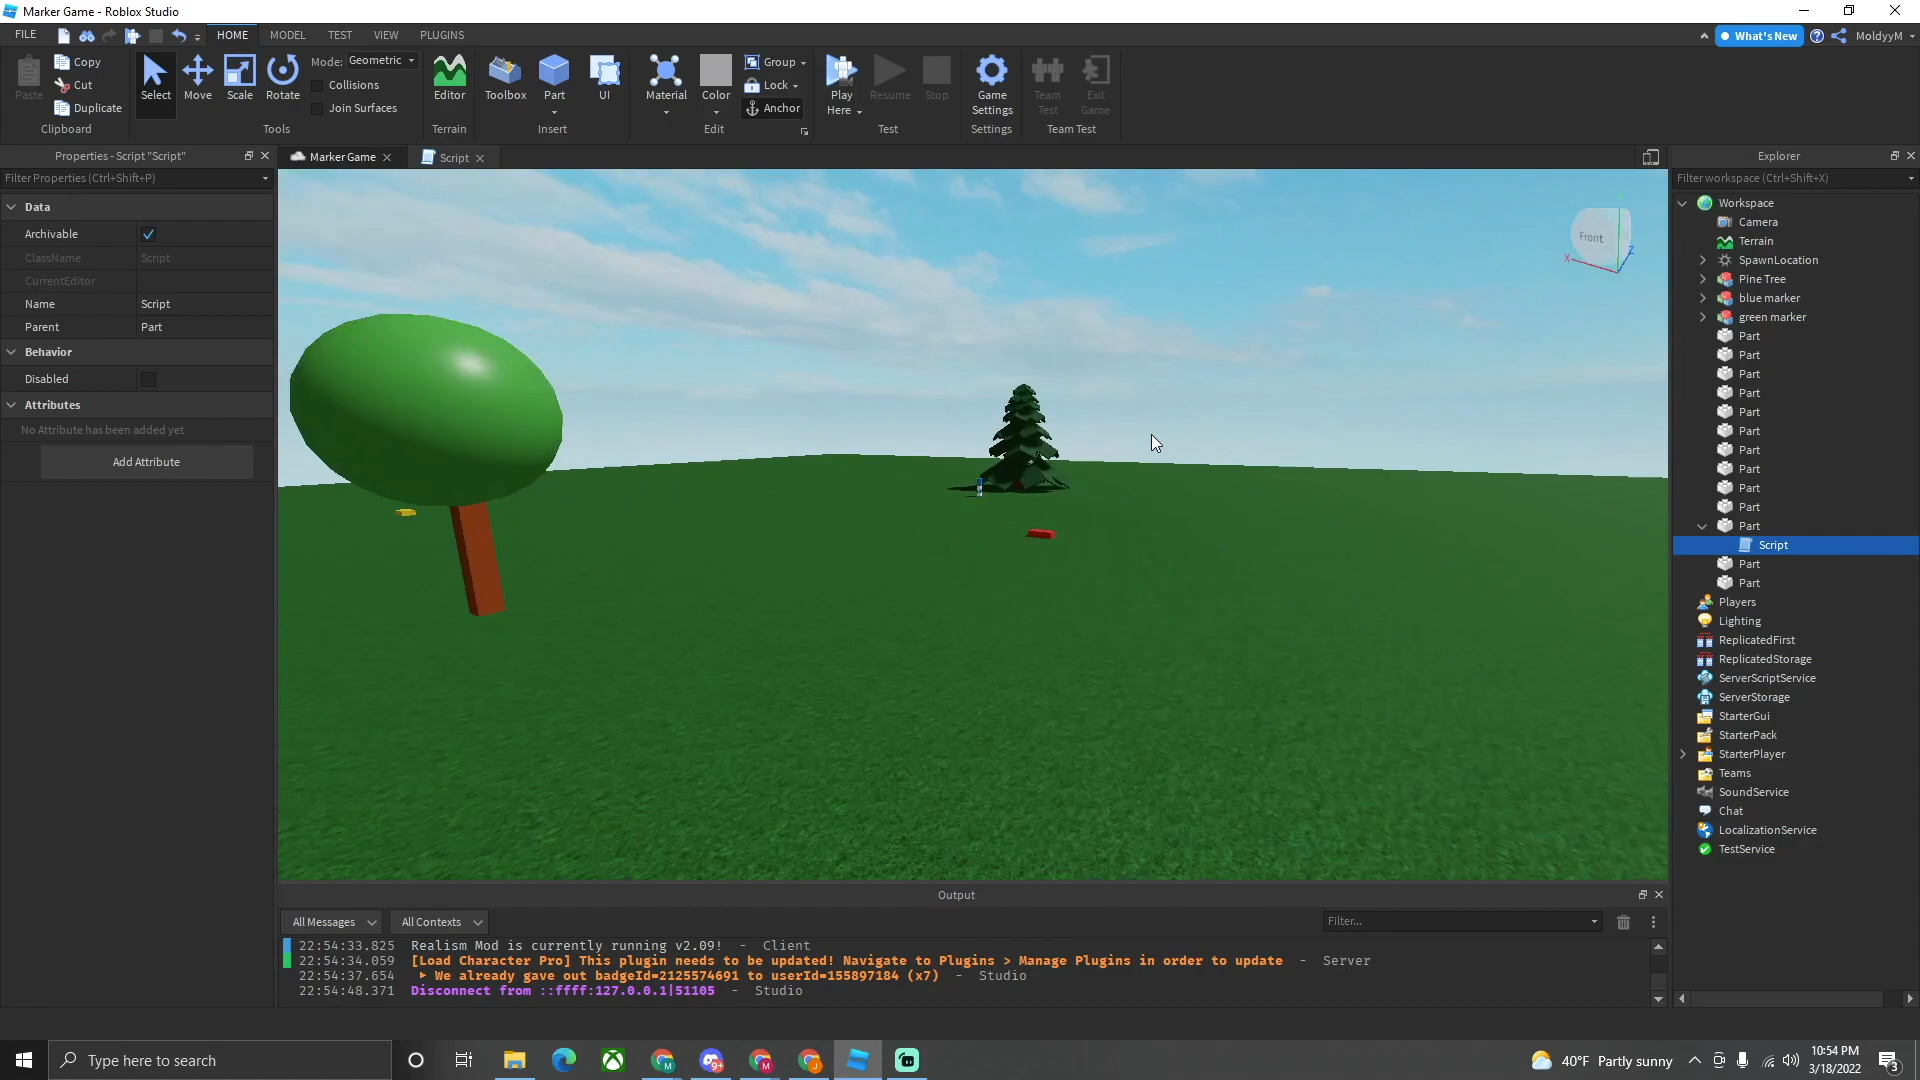 Marker Game - Roblox Studio
FILE
HOME
MODEL
TEST
VIEW
PLUGINS
What's New
MoldyyM
Paste
Copy
Cut
Duplicate
Clipboard
Select
Move
Scale
Rotate
Mode: Geometric
Collisions
Join Surfaces
Tools
Editor
Terrain
Toolbox
Part
UI
Insert
Material
Color
Group
Lock
Anchor
Edit
Play
Here
Resume
Stop
Test
Game
Settings
Settings
Team
Test
Exit
Game
Team Test
Properties - Script "Script"
Filter Properties (Ctrl+Shift+P)
Data
Archivable
ClassName Script
CurrentEditor
Name Script
Parent Part
Behavior
Disabled
Attributes
No Attribute has been added yet
Add Attribute
Marker Game
Script
Front
X
Z
Explorer
Filter workspace (Ctrl+Shift+X)
Workspace
Camera
Terrain
SpawnLocation
Pine Tree
blue marker
green marker
Part
Part
Part
Part
Part
Part
Part
Part
Part
Part
Part
Script
Part
Part
Players
Lighting
ReplicatedFirst
ReplicatedStorage
ServerScriptService
ServerStorage
StarterGui
StarterPack
StarterPlayer
Teams
SoundService
Chat
LocalizationService
TestService
Output
All Messages
All Contexts
Filter...
22:54:33.825 Realism Mod is currently running v2.09! - Client
22:54:34.059 [Load Character Pro] This plugin needs to be updated! Navigate to Plugins > Manage Plugins in order to update - Server
22:54:37.654 We already gave out badgeId=2125574691 to userId=155897184 (x7) - Studio
22:54:48.371 Disconnect from ::ffff:127.0.0.1|51105 - Studio
Type here to search
M
9+
M
J
40°F Partly sunny
10:54 PM
3/18/2022
3